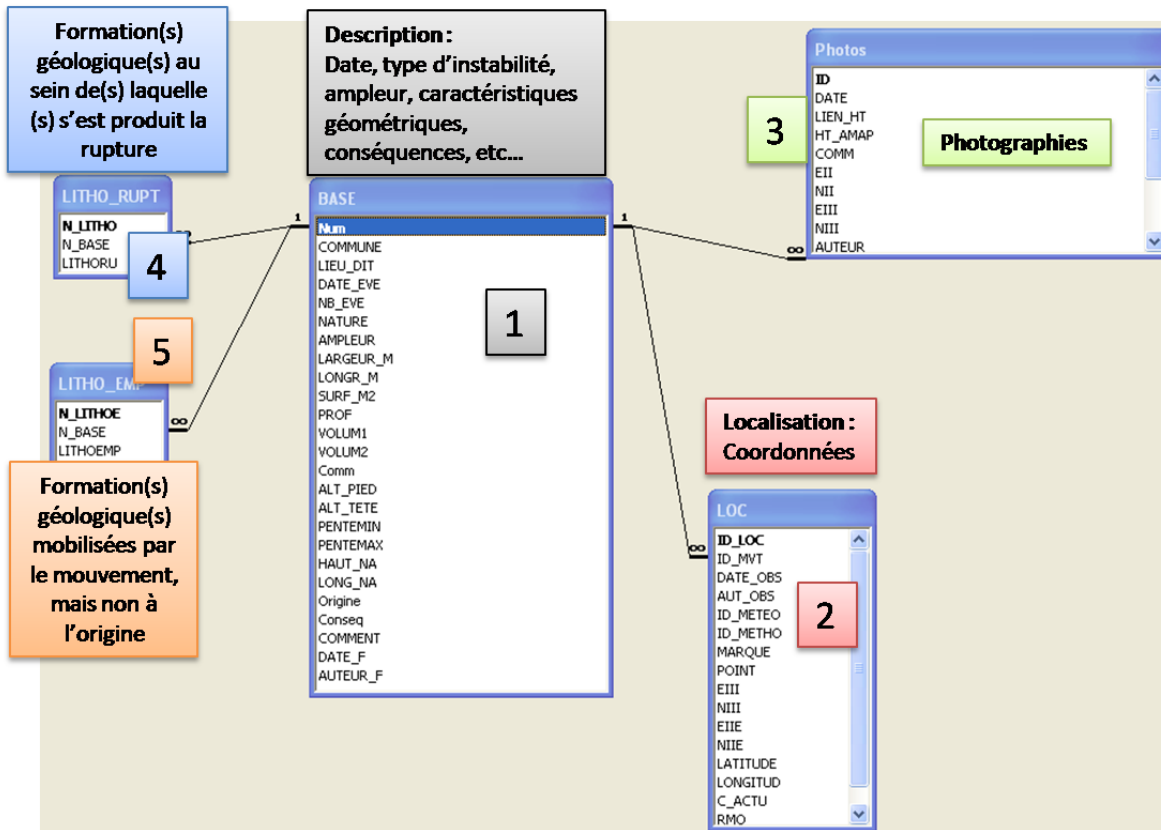 Formation(s)
géologique(s) au
sein de(s) laquelle
(s) s'est produit la
rupture
Description :
Date, type d'instabilité,
ampleur, caractéristiques
géométriques,
conséquences, etc...
Photos
ID
DATE
LIEN_HT
HT_AMAP
COMM
EII
NII
EIII
NIII
AUTEUR
3
Photographies
LITHO_RUPT
N_LITHO
N_BASE
LITHORU
4
1
∞
BASE
Num
COMMUNE
LIEU_DIT
DATE_EVE
NB_EVE
NATURE
AMPLEUR
LARGEUR_M
LONGR_M
SURF_M2
PROF
VOLUM1
VOLUM2
Comm
ALT_PIED
ALT_TETE
PENTEMIN
PENTEMAX
HAUT_NA
LONG_NA
Origine
Conseq
COMMENT
DATE_F
AUTEUR_F
1
1
∞
5
LITHO_EMP
N_LITHOE
N_BASE
LITHOEMP
∞
Formation(s)
géologique(s)
mobilisées par
le mouvement,
mais non à
l'origine
Localisation :
Coordonnées
∞
LOC
ID_LOC
ID_MVT
DATE_OBS
AUT_OBS
ID_METEO
ID_METHO
MARQUE
POINT
EIII
NIII
EIIE
NIIE
LATITUDE
LONGITUD
C_ACTU
RMO
2